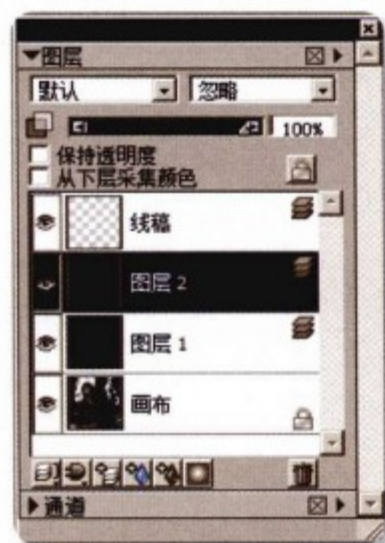 图层
默认 忽略
100%
保持透明度
从下层采集颜色
线稿
图层 2
图层 1
画布
通道